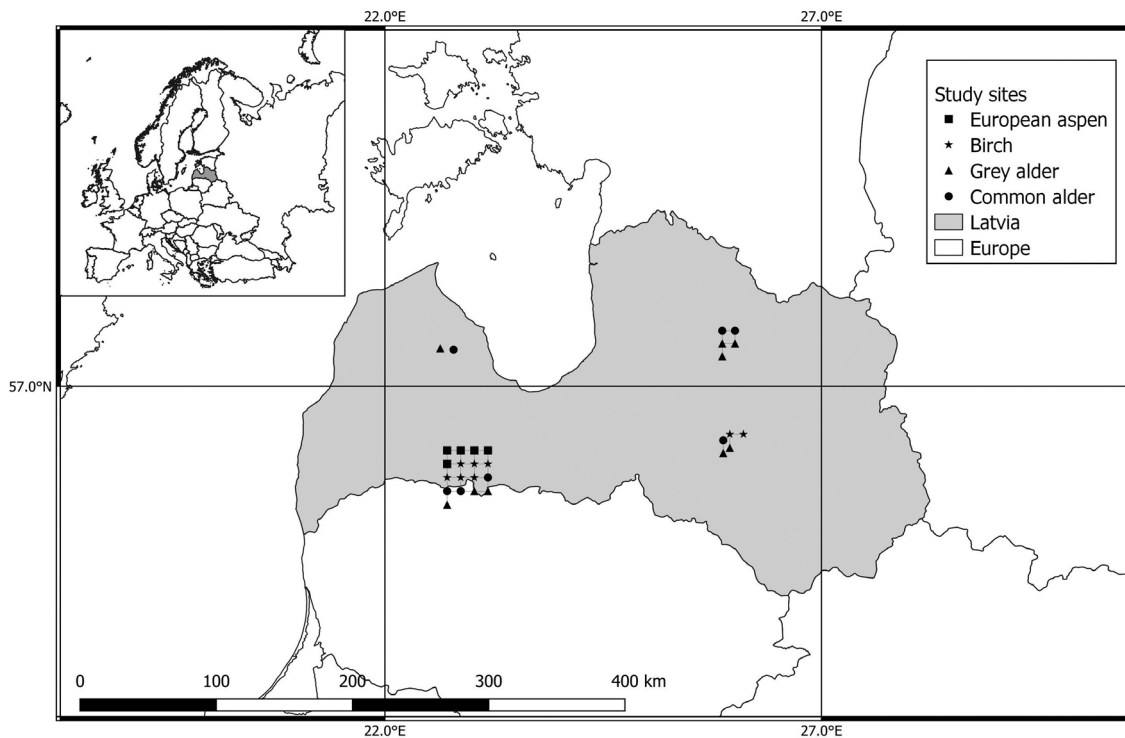 22.0°E 27.0°E
Study sites
European aspen
Birch
Grey alder
Common alder
Latvia
Europe
57.0°N
0 100 200 300 400 km
22.0°E 27.0°E